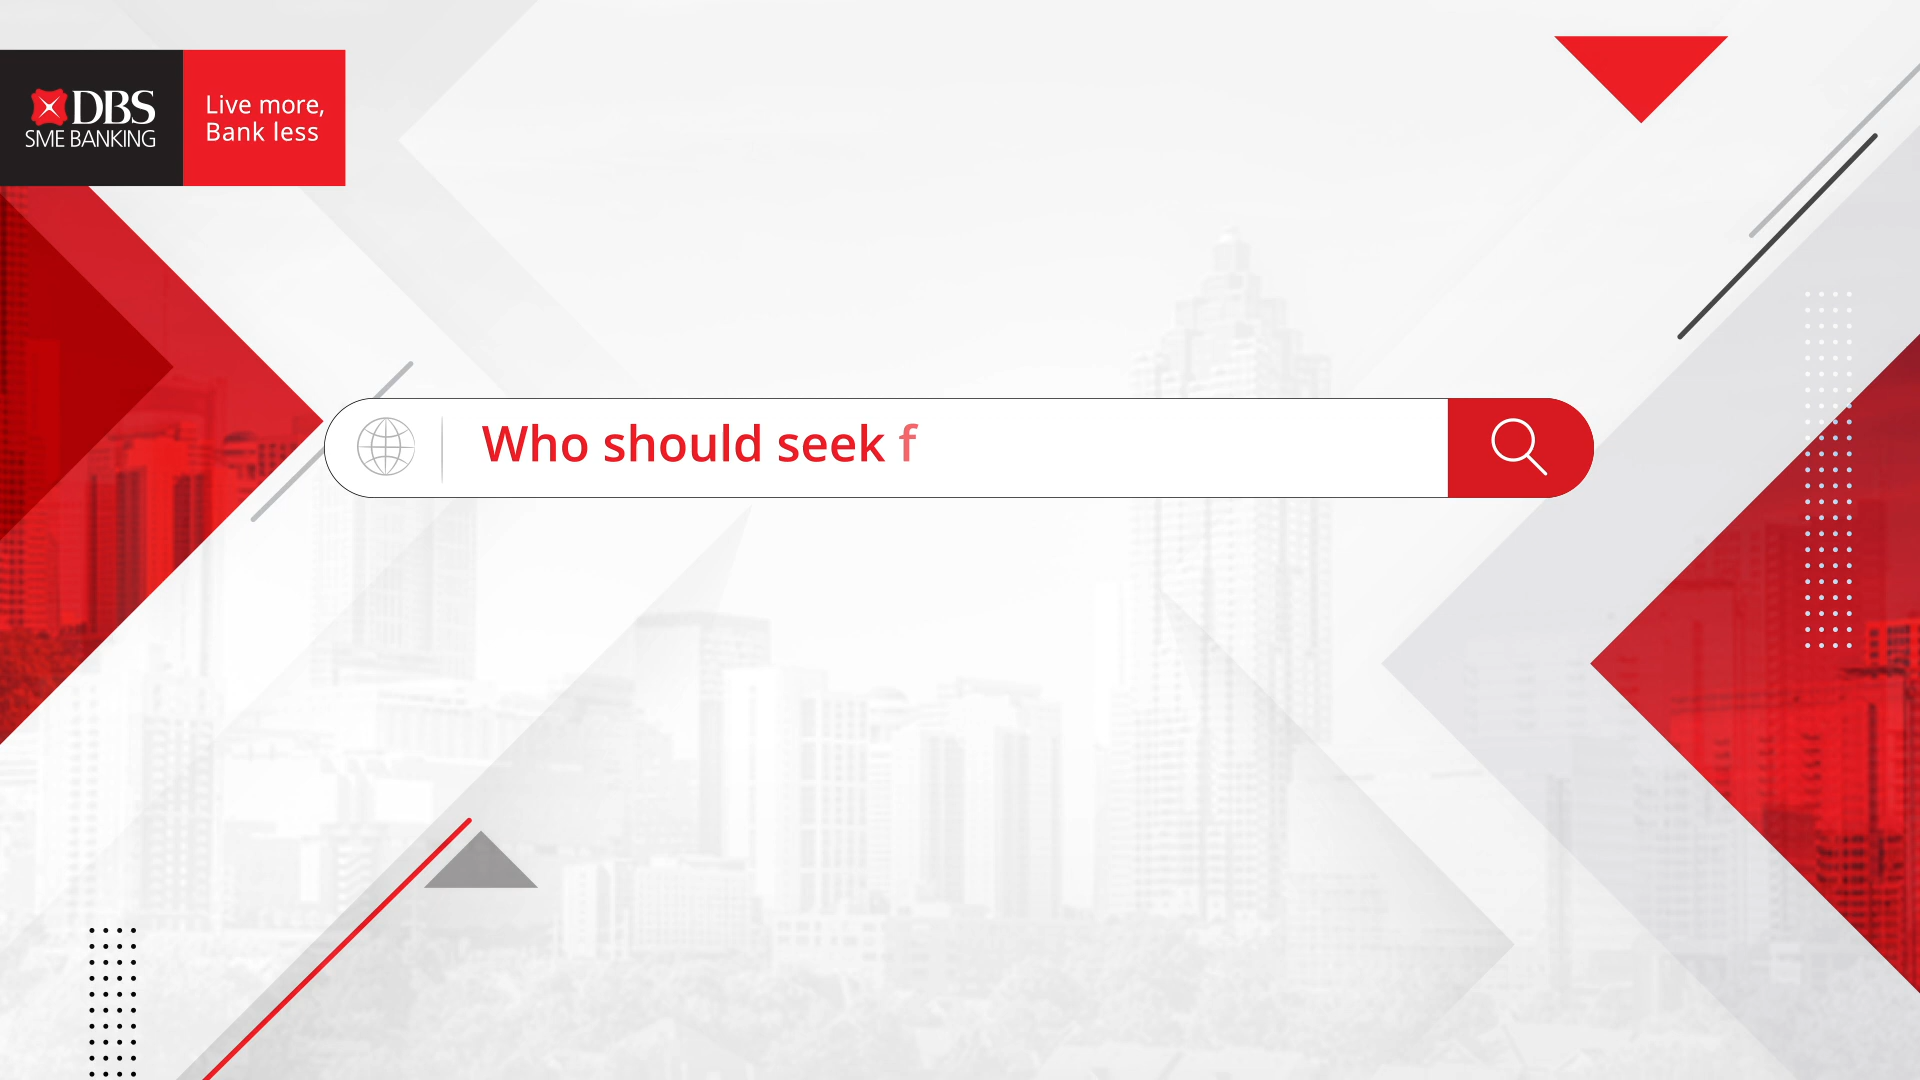 DBS
SME BANKING
Live more,
Bank less
Who should seek f